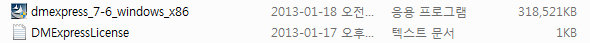 dmexpress_7-6_windows_x86 2013-01-18 오전... 응용 프로그램 318,521KB
DMExpressLicense 2013-01-17 오후... 텍스트 문서 1KB